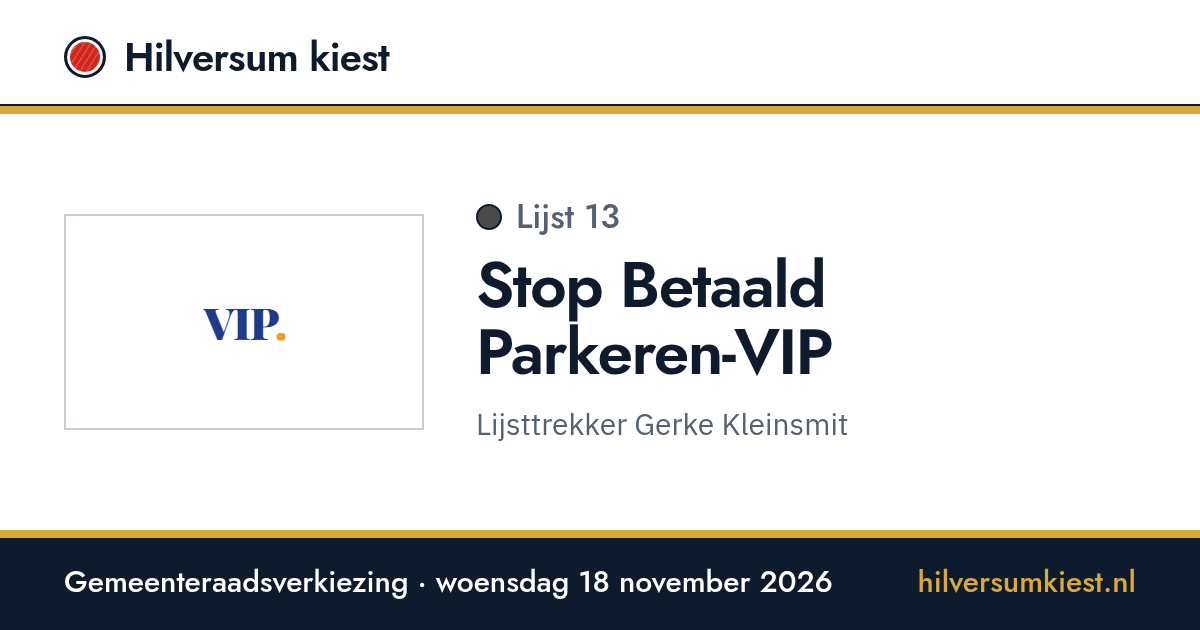 Hilversum kiest
Lijst 13
Stop Betaald
Parkeren-VIP
VIP.
Lijsttrekker Gerke Kleinsmit
Gemeenteraadsverkiezing · woensdag 18 november 2026
hilversumkiest.nl